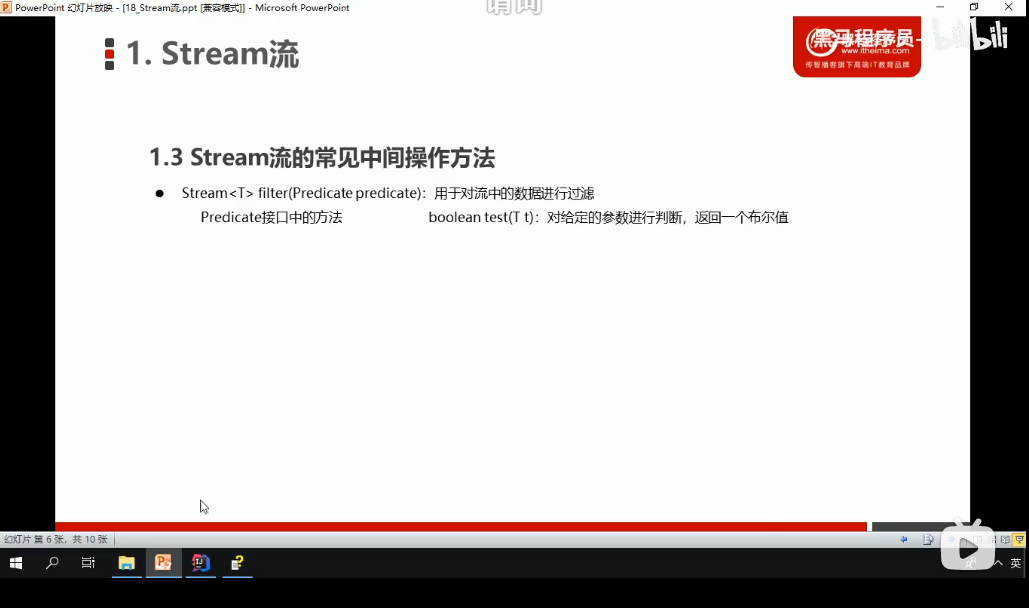 PowerPoint 幻灯片放映 - [18_Stream流.ppt [兼容模式]] - Microsoft PowerPoint
请问
1. Stream流
黑马程序员-
www.itheima.com
传智播客旗下高端IT教育品牌
bilibili
1.3 Stream流的常见中间操作方法
● Stream<T> filter(Predicate predicate)：用于对流中的数据进行过滤
Predicate接口中的方法 boolean test(T t)：对给定的参数进行判断，返回一个布尔值
幻灯片 第 6 张，共 10 张
英